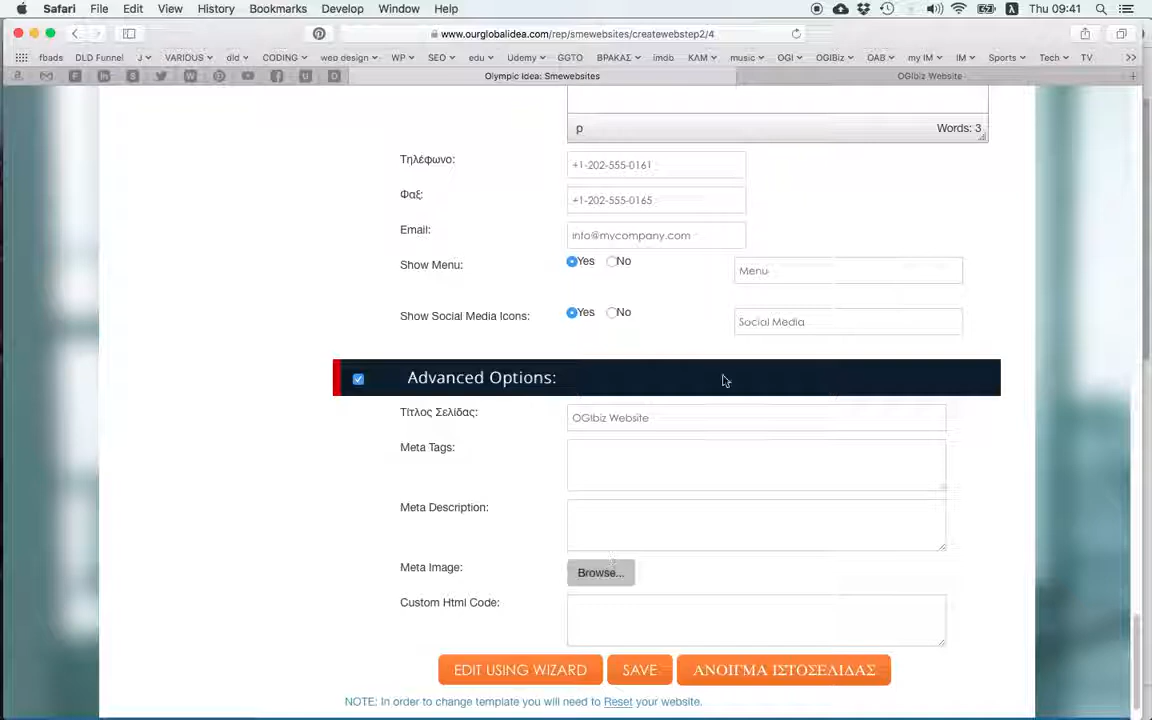 Safari File Edit View History Bookmarks Develop Window Help Thu 09:41
www.ourglobalidea.com/rep/smewebsites/createwebstep2/4
fbads DLD Funnel J VARIOUS dld CODING web design WP SEO edu Udemy GGTO ΒΡΑΚΑΣ imdb ΚΛΜ music OGI OGIBiz OAB my IM IM Sports Tech TV
Olympic Idea: Smewebsites OGIbiz Website
p Words: 3
Τηλέφωνο: +1-202-555-0161
Φαξ: +1-202-555-0165
Email: info@mycompany.com
Show Menu: Yes No Menu
Show Social Media Icons: Yes No Social Media
Advanced Options:
Τίτλος Σελίδας: OGIbiz Website
Meta Tags:
Meta Description:
Meta Image: Browse...
Custom Html Code:
EDIT USING WIZARD SAVE ΑΝΟΙΓΜΑ ΙΣΤΟΣΕΛΙΔΑΣ
NOTE: In order to change template you will need to Reset your website.